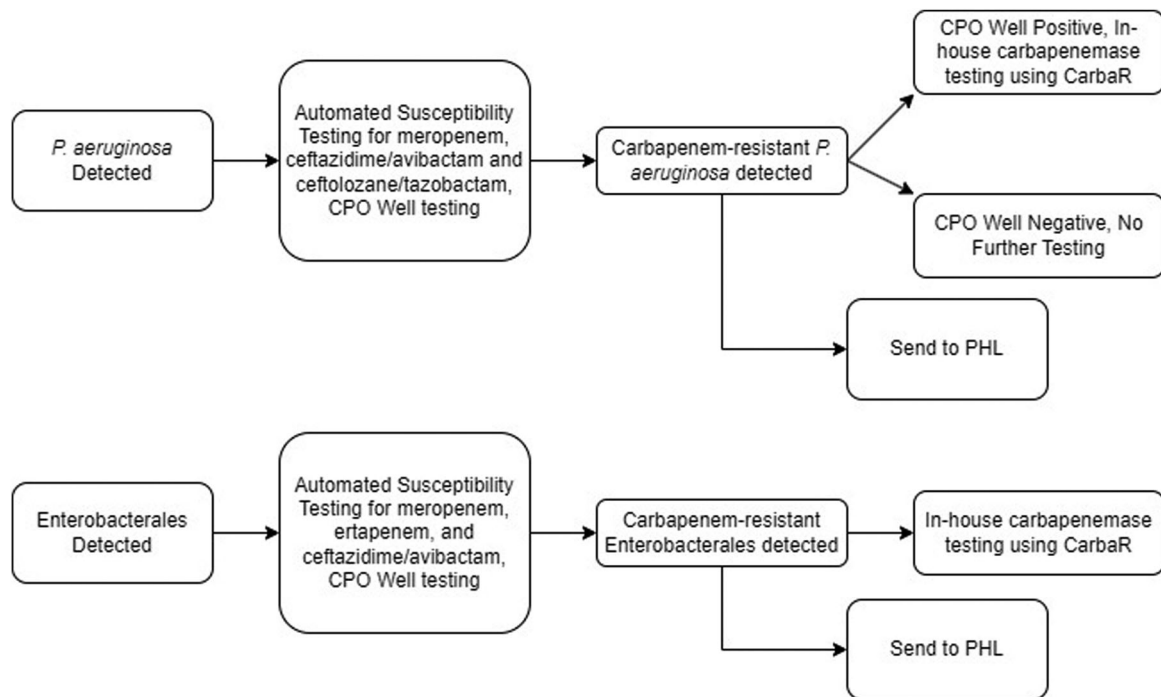 P. aeruginosa
Detected
Automated Susceptibility
Testing for meropenem,
ceftazidime/avibactam and
ceftolozane/tazobactam,
CPO Well testing
Carbapenem-resistant P.
aeruginosa detected
CPO Well Positive, In-
house carbapenemase
testing using CarbaR
CPO Well Negative, No
Further Testing
Send to PHL
Enterobacterales
Detected
Automated Susceptibility
Testing for meropenem,
ertapenem, and
ceftazidime/avibactam,
CPO Well testing
Carbapenem-resistant
Enterobacterales detected
In-house carbapenemase
testing using CarbaR
Send to PHL